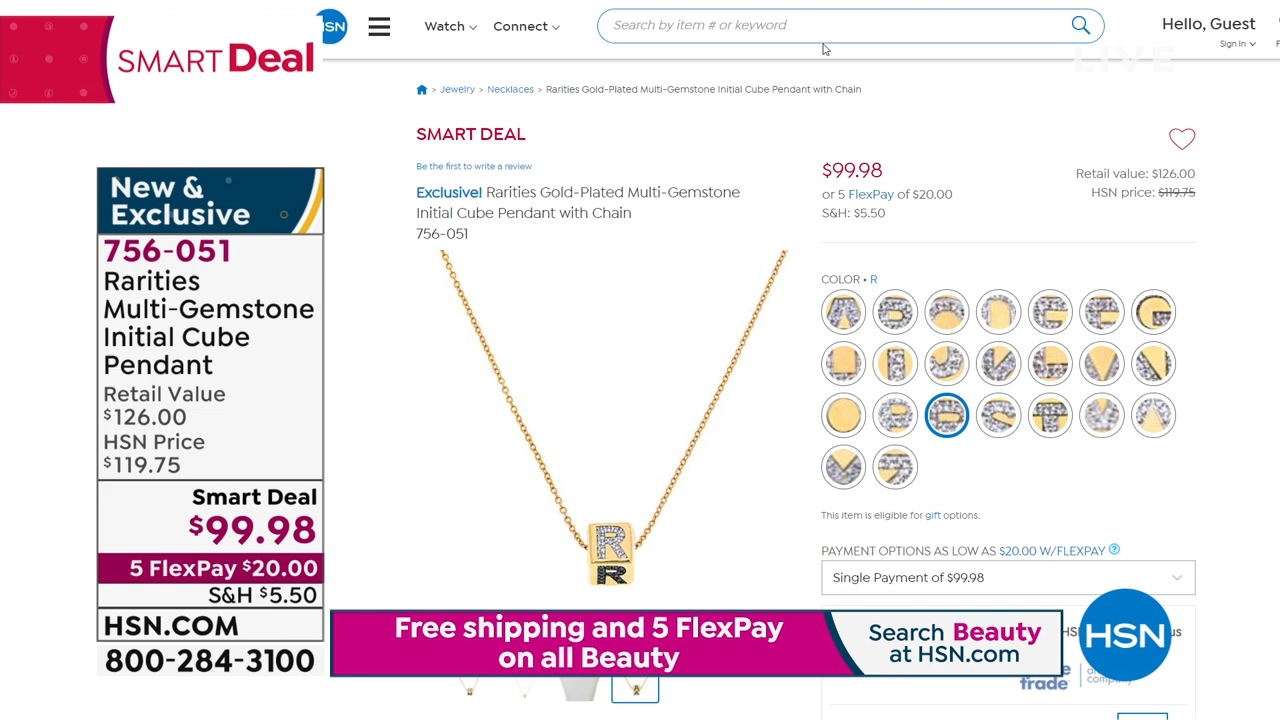 SMART Deal
HSN
Watch
Connect
Search by item # or keyword
Hello, Guest
Sign In
LIVE
Jewelry > Necklaces > Rarities Gold-Plated Multi-Gemstone Initial Cube Pendant with Chain
SMART DEAL
Be the first to write a review
Exclusive! Rarities Gold-Plated Multi-Gemstone
Initial Cube Pendant with Chain
756-051
$99.98
or 5 FlexPay of $20.00
S&H: $5.50
Retail value: $126.00
HSN price: $119.75
COLOR • R
This item is eligible for gift options.
PAYMENT OPTIONS AS LOW AS $20.00 W/FLEXPAY ?
Single Payment of $99.98
R
R
New &
Exclusive
756-051
Rarities
Multi-Gemstone
Initial Cube
Pendant
Retail Value
$126.00
HSN Price
$119.75
Smart Deal
$99.98
5 FlexPay $20.00
S&H $5.50
HSN.COM
800-284-3100
Free shipping and 5 FlexPay
on all Beauty
Search Beauty
at HSN.com
HSN
trade